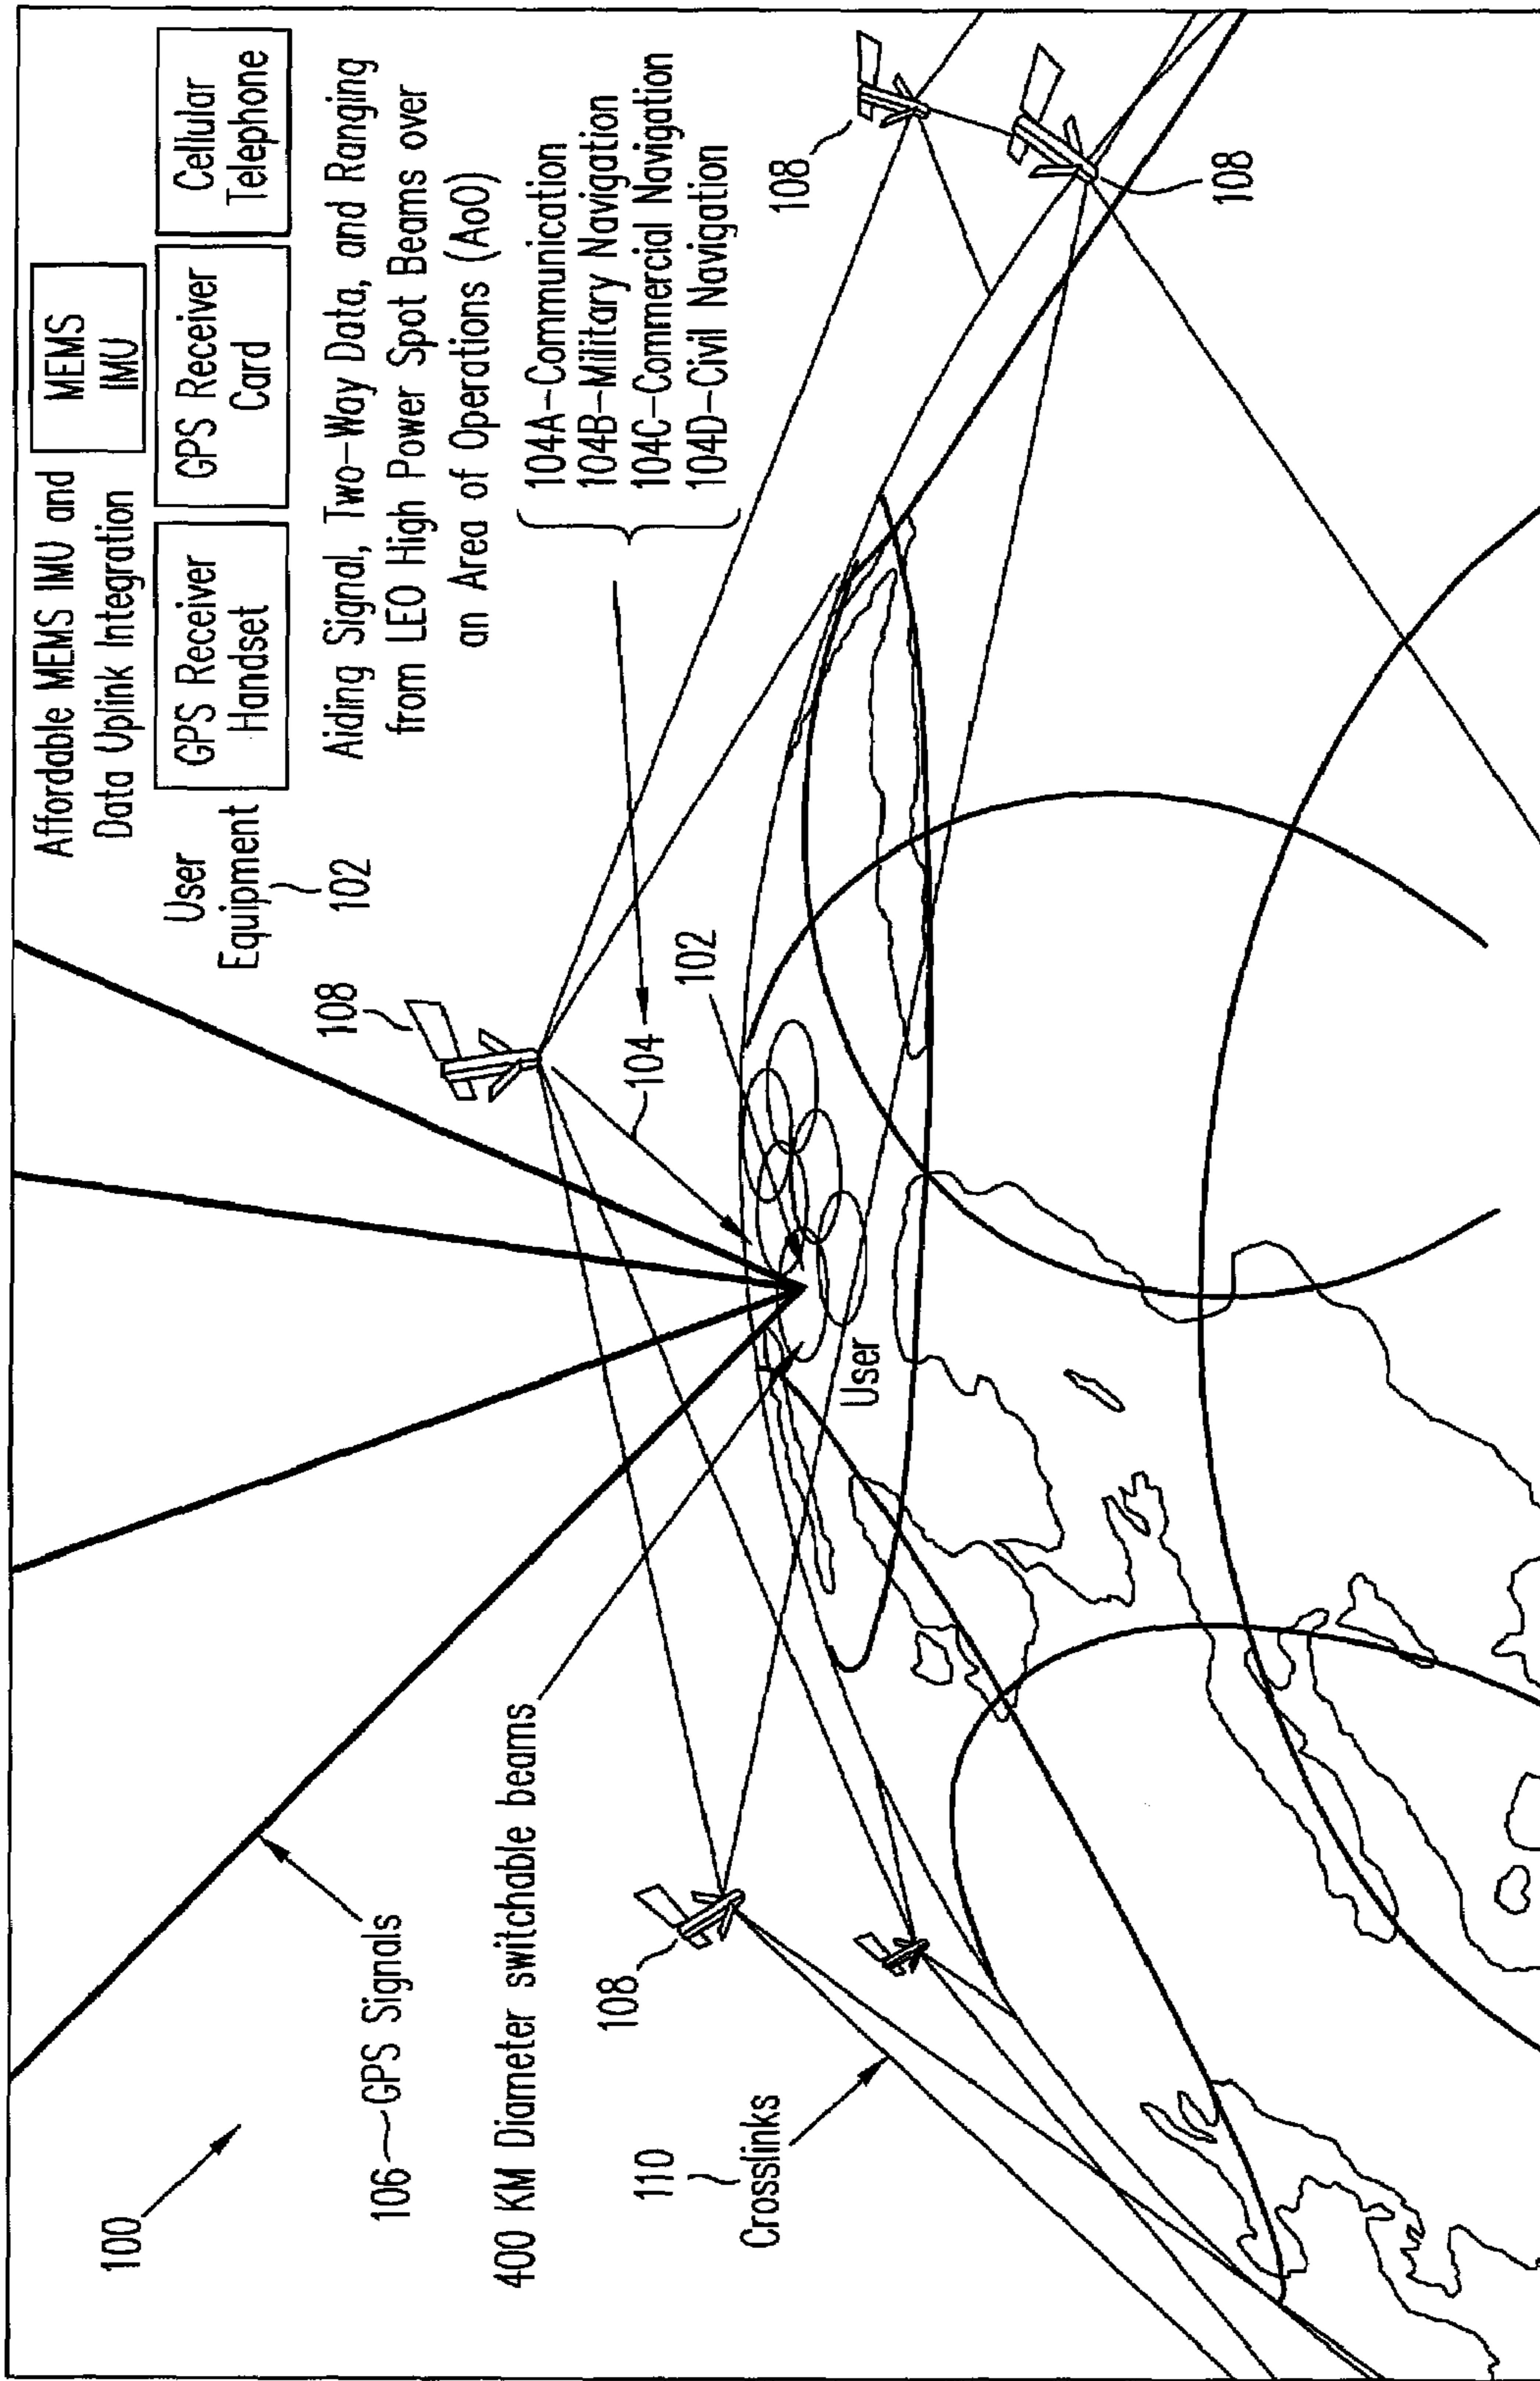 Affordable MEMS IMU and
Data Uplink Integration
MEMS
IMU
User
Equipment
102
GPS Receiver
Handset
GPS Receiver
Card
Cellular
Telephone
Aiding Signal, Two-Way Data, and Ranging
from LEO High Power Spot Beams over
an Area of Operations (AoO)
104A-Communication
104B-Military Navigation
104C-Commercial Navigation
104D-Civil Navigation
100
106 GPS Signals
400 KM Diameter switchable beams
108
110
Crosslinks
108
104
102
User
108
108